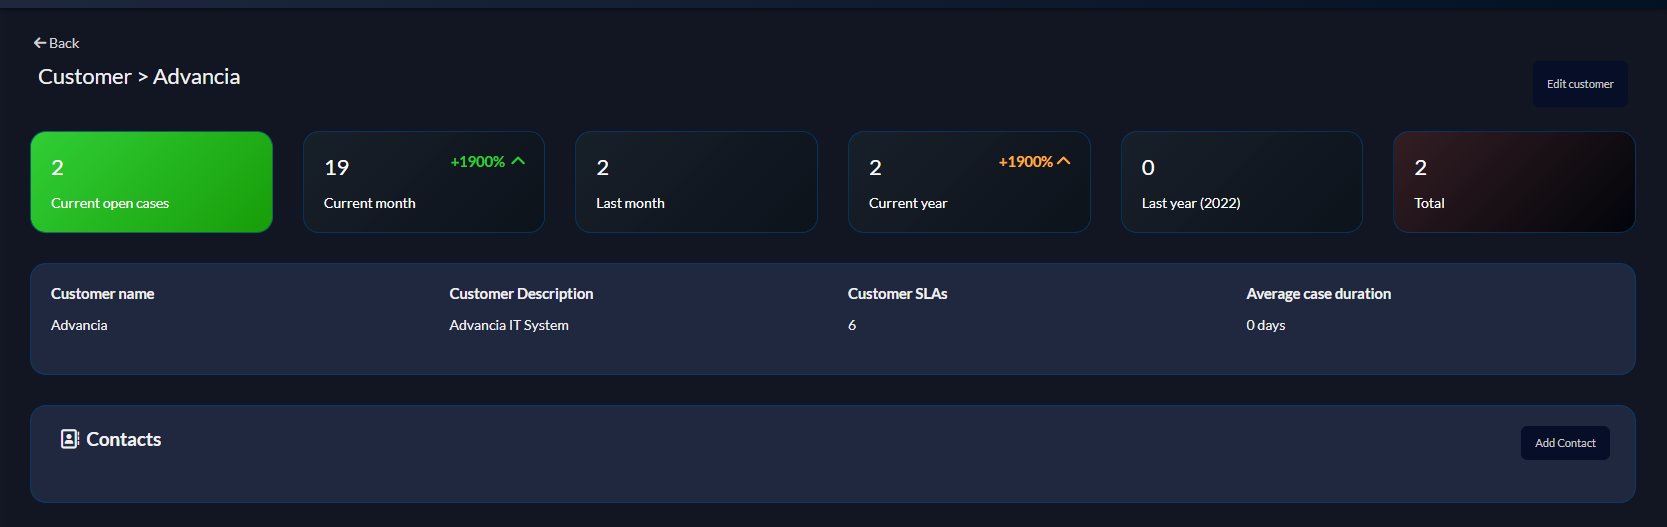 Back
Customer > Advancia
Edit customer
2
Current open cases
19
+1900%
Current month
2
Last month
2
+1900%
Current year
0
Last year (2022)
2
Total
Customer name
Advancia
Customer Description
Advancia IT System
Customer SLAs
6
Average case duration
0 days
Contacts
Add Contact